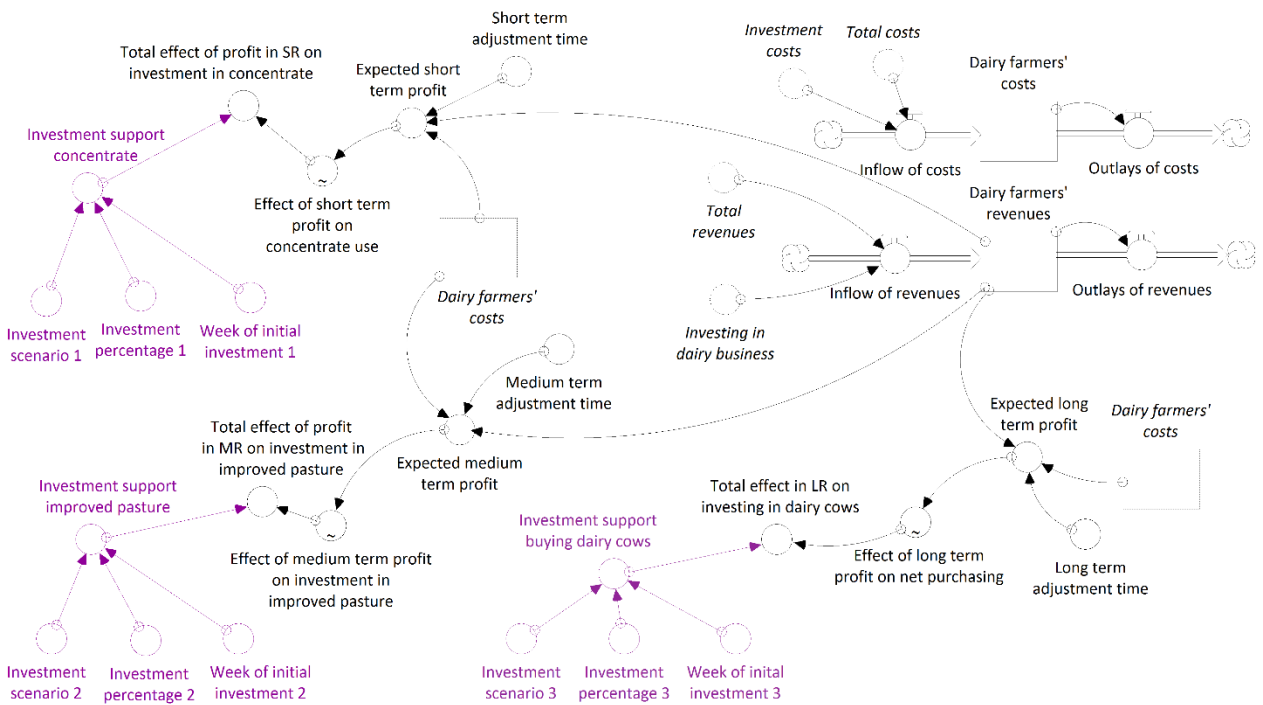 Short term
adjustment time
Total effect of profit in SR on
investment in concentrate
Expected short
term profit
Investment
costs
Total costs
Dairy farmers'
costs
Investment support
concentrate
Inflow of costs
Outlays of costs
~
Effect of short term
profit on
concentrate use
Total
revenues
Dairy farmers'
revenues
Inflow of revenues
Outlays of revenues
Dairy farmers'
costs
Investment
scenario 1
Investment
percentage 1
Week of initial
investment 1
Investing in
dairy business
Medium term
adjustment time
Total effect of profit
in MR on investment in
improved pasture
Expected medium
term profit
Expected long
term profit
Dairy farmers'
costs
Investment support
improved pasture
~
Effect of medium term profit
on investment in
improved pasture
Total effect in LR on
investing in dairy cows
Investment support
buying dairy cows
~
Effect of long term
profit on net purchasing
Long term
adjustment time
Investment
scenario 2
Investment
percentage 2
Week of initial
investment 2
Investment
scenario 3
Investment
percentage 3
Week of inital
investment 3